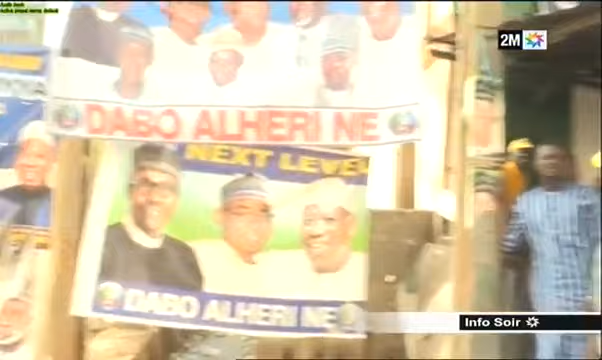 2M
DABO ALHERI NE
NEXT LEVEL
DABO ALHERI NE
Info Soir